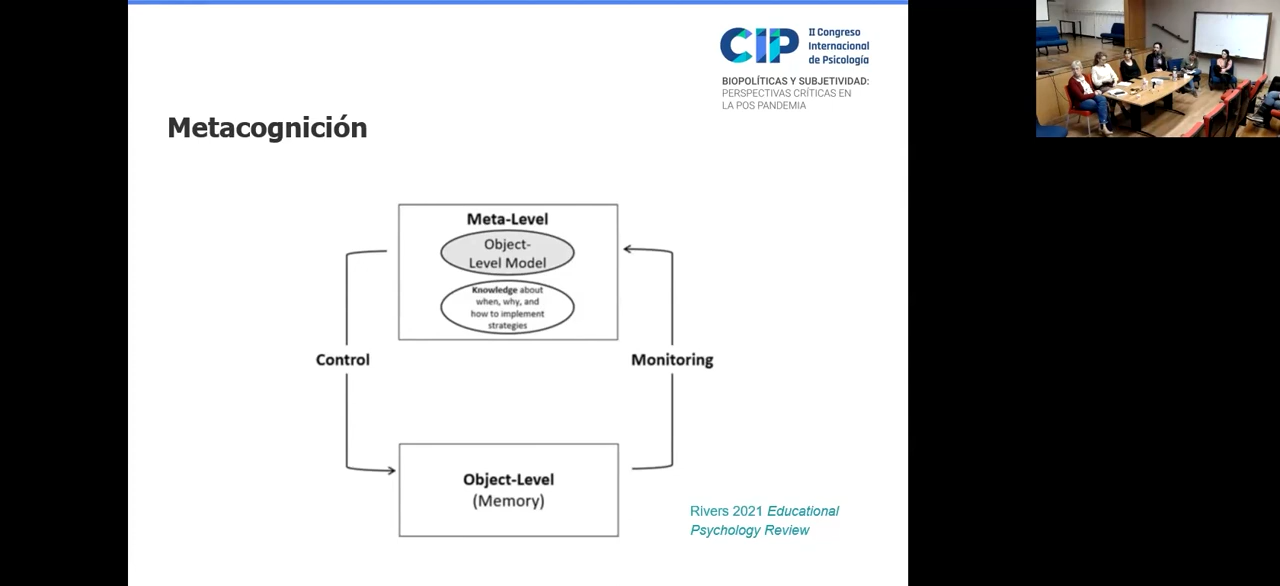 CIP
II Congreso
Internacional
de Psicología
BIOPOLÍTICAS Y SUBJETIVIDAD:
PERSPECTIVAS CRÍTICAS EN
LA POS PANDEMIA
Metacognición
Meta-Level
Object-
Level Model
Knowledge about
when, why, and
how to implement
strategies
Control
Monitoring
Object-Level
(Memory)
Rivers 2021 Educational
Psychology Review